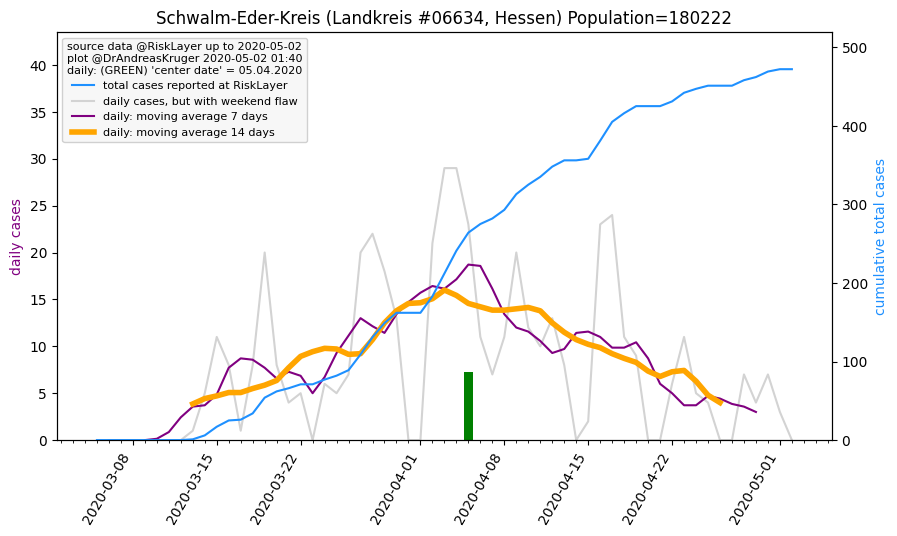 Schwalm-Eder-Kreis (Landkreis #06634, Hessen) Population=180222
source data @RiskLayer up to 2020-05-02
plot @DrAndreasKruger 2020-05-02 01:40
daily: (GREEN) 'center date' = 05.04.2020
total cases reported at RiskLayer
daily cases, but with weekend flaw
daily: moving average 7 days
daily: moving average 14 days
daily cases
40
35
30
25
20
15
10
5
0
500
400
300
200
100
0
cumulative total cases
2020-03-08
2020-03-15
2020-03-22
2020-04-01
2020-04-08
2020-04-15
2020-04-22
2020-05-01